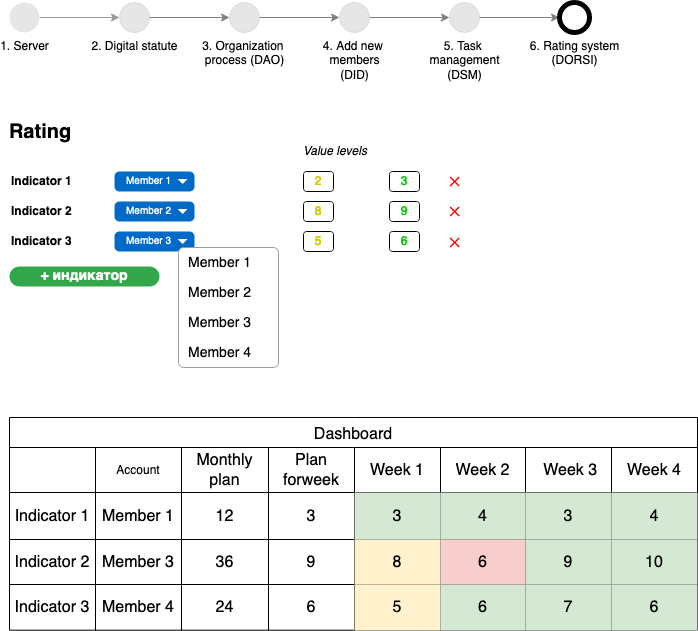 1. Server
2. Digital statute
3. Organization
process (DAO)
4. Add new
members
(DID)
5. Task
management
(DSM)
6. Rating system
(DORSI)
Rating
Value levels
Indicator 1 Member 1 2 3
Indicator 2 Member 2 8 9
Indicator 3 Member 3 5 6
+ индикатор
Member 1
Member 2
Member 3
Member 4
Dashboard
Account Monthly plan Plan forweek Week 1 Week 2 Week 3 Week 4
Indicator 1 Member 1 12 3 3 4 3 4
Indicator 2 Member 3 36 9 8 6 9 10
Indicator 3 Member 4 24 6 5 6 7 6